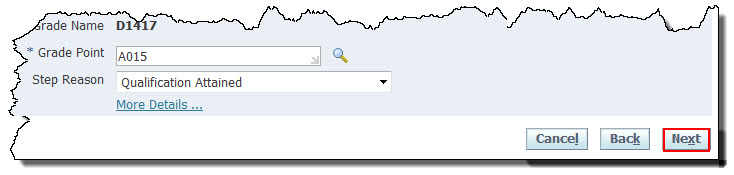 Grade Name D1417
* Grade Point A015
Step Reason Qualification Attained
More Details ...
Cancel Back Next